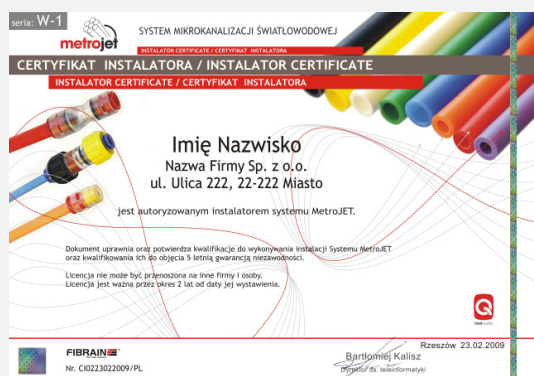 seria: W-1
metrojet
SYSTEM MIKROKANALIZACJI ŚWIATŁOWODOWEJ
INSTALATOR CERTIFICATE / CERTYFIKAT INSTALATORA
CERTYFIKAT INSTALATORA / INSTALATOR CERTIFICATE
INSTALATOR CERTIFICATE / CERTYFIKAT INSTALATORA
Imię Nazwisko
Nazwa Firmy Sp. z o.o.
ul. Ulica 222, 22-222 Miasto
jest autoryzowanym instalatorem systemu MetroJET.
Dokument uprawnia oraz potwierdza kwalifikacje do wykonywania instalacji Systemu MetroJET
oraz kwalifikowania ich do objęcia 5 letnią gwarancją niezawodności.
Licencja nie może być przenoszona na inne firmy i osoby.
Licencja jest ważna przez okres 2 lat od daty jej wystawienia.
Q
FIBRAIN
Nr. CI0223022009/PL
Rzeszów 23.02.2009
Bartłomiej Kalisz
Dyrektor ds. teleinformatyki